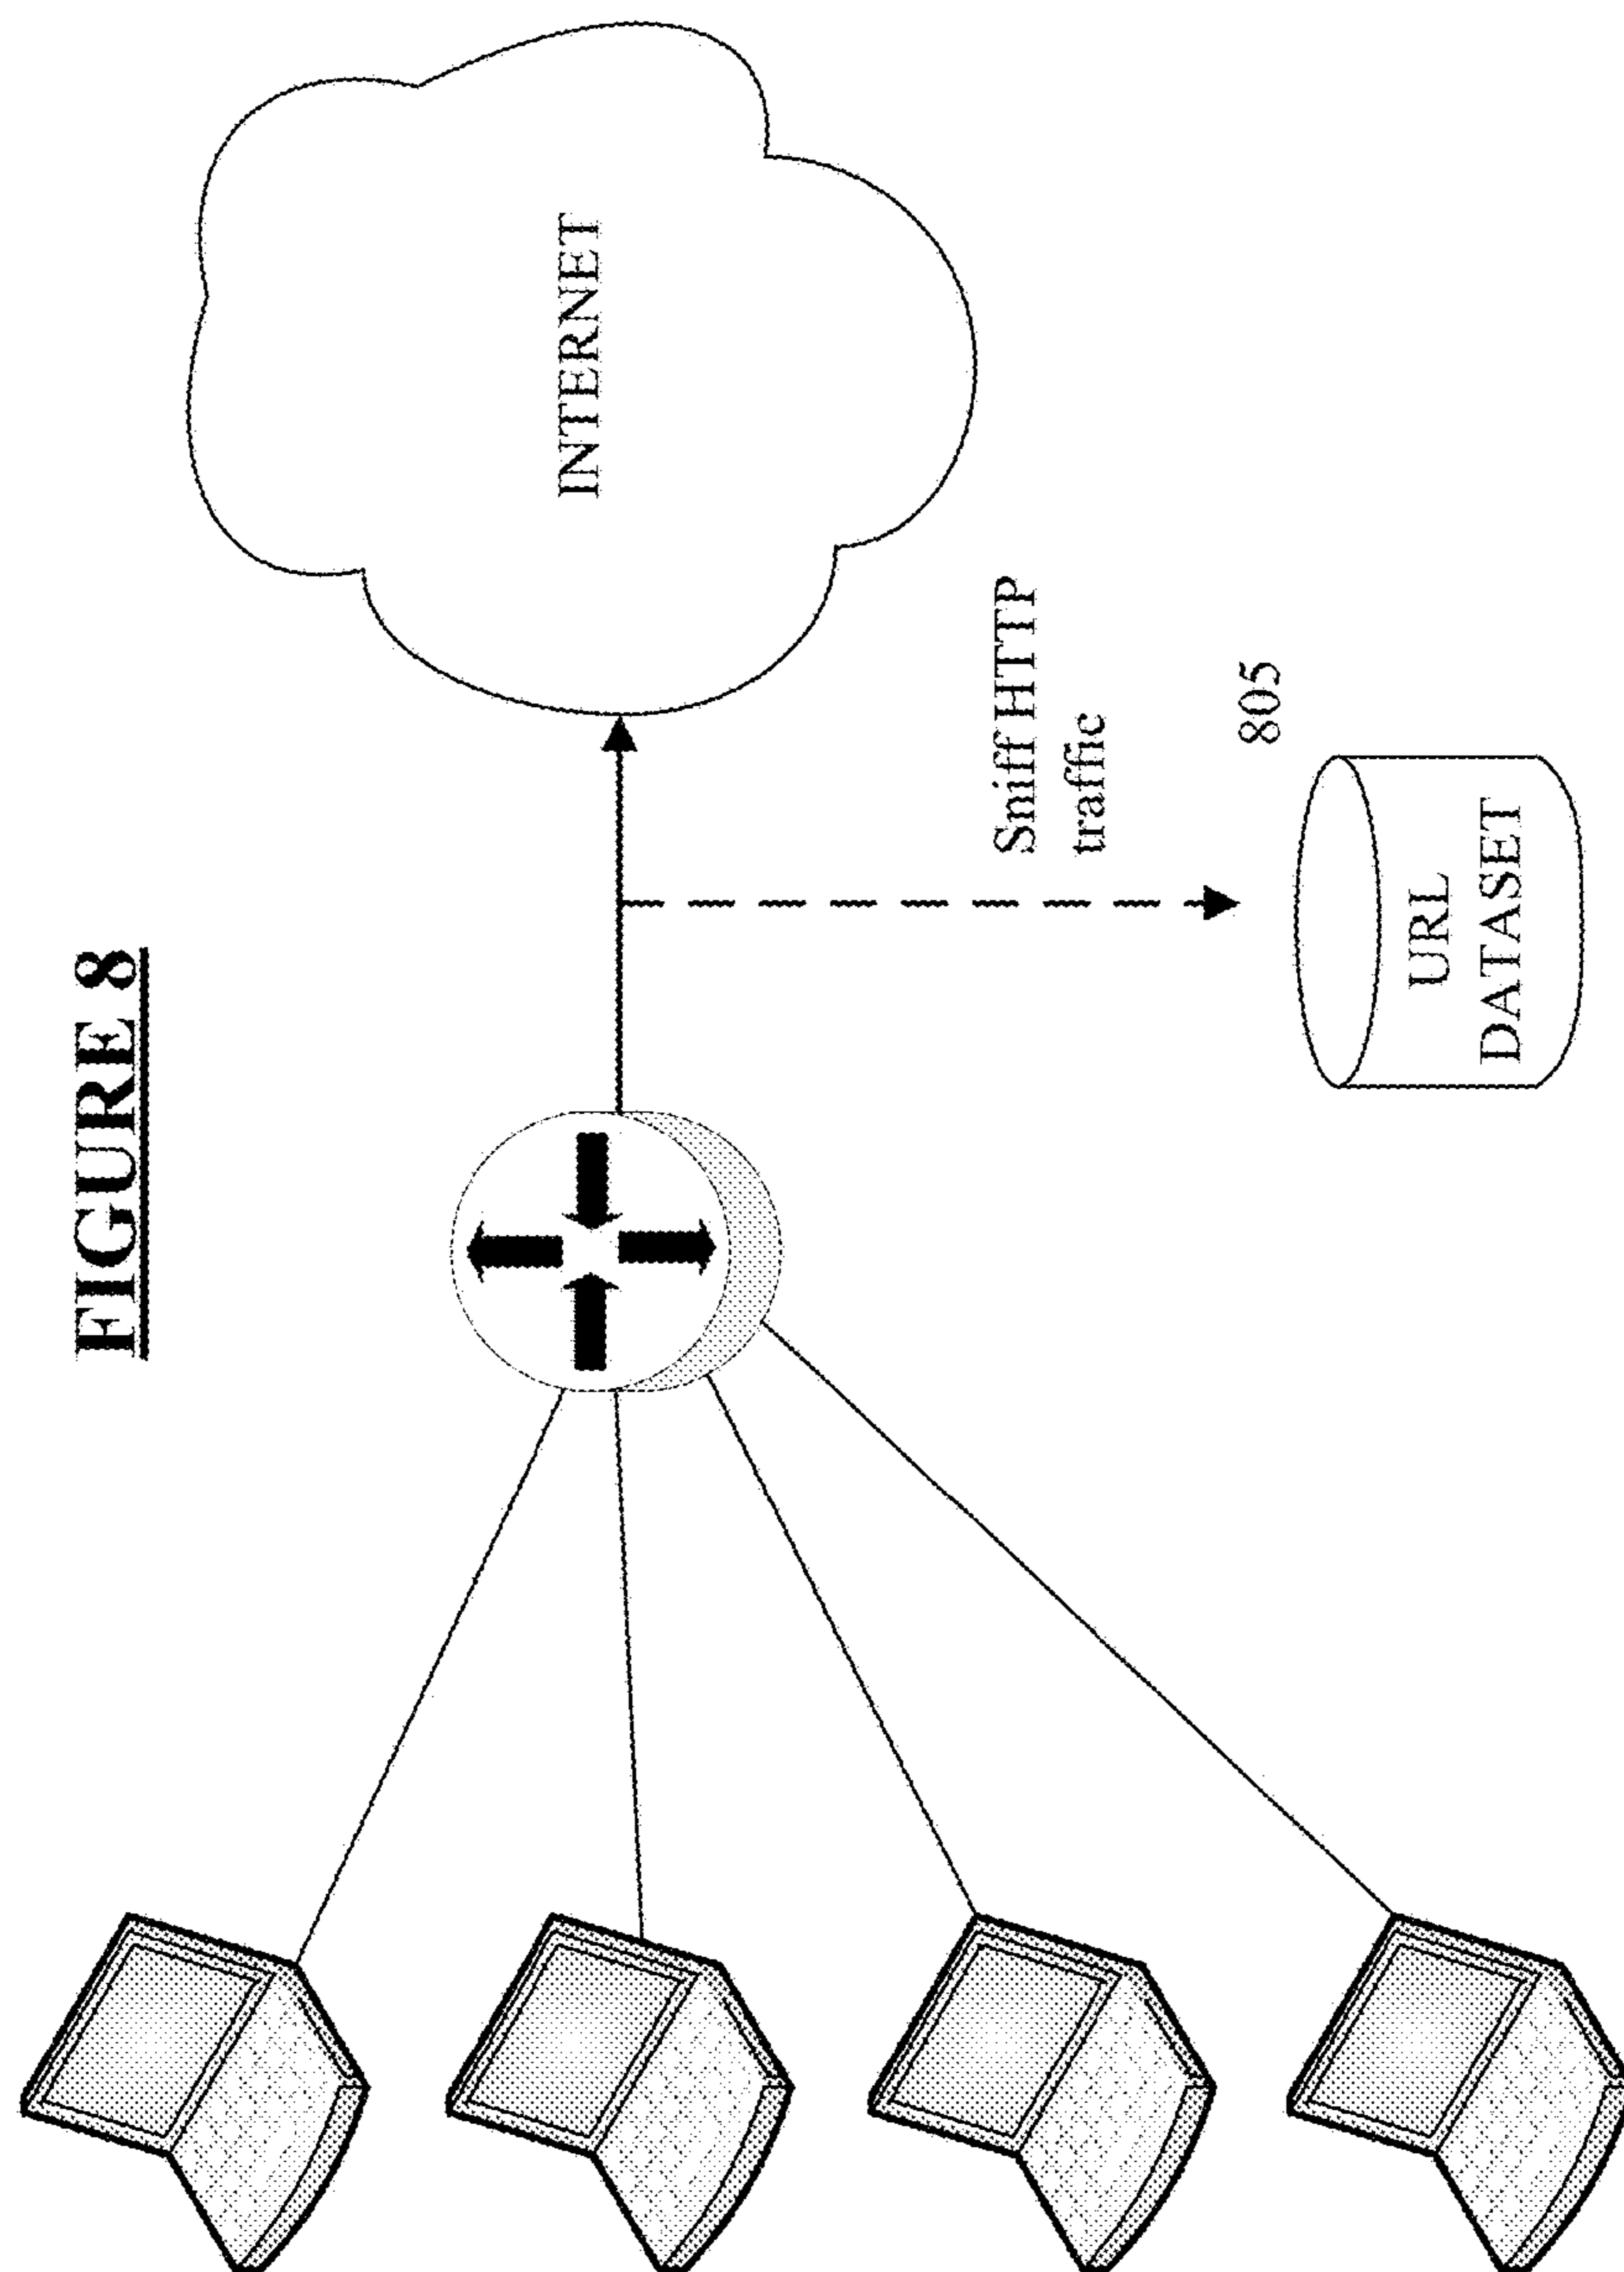 FIGURE 8
INTERNET
Sniff HTTP
traffic
805
URL
DATASET